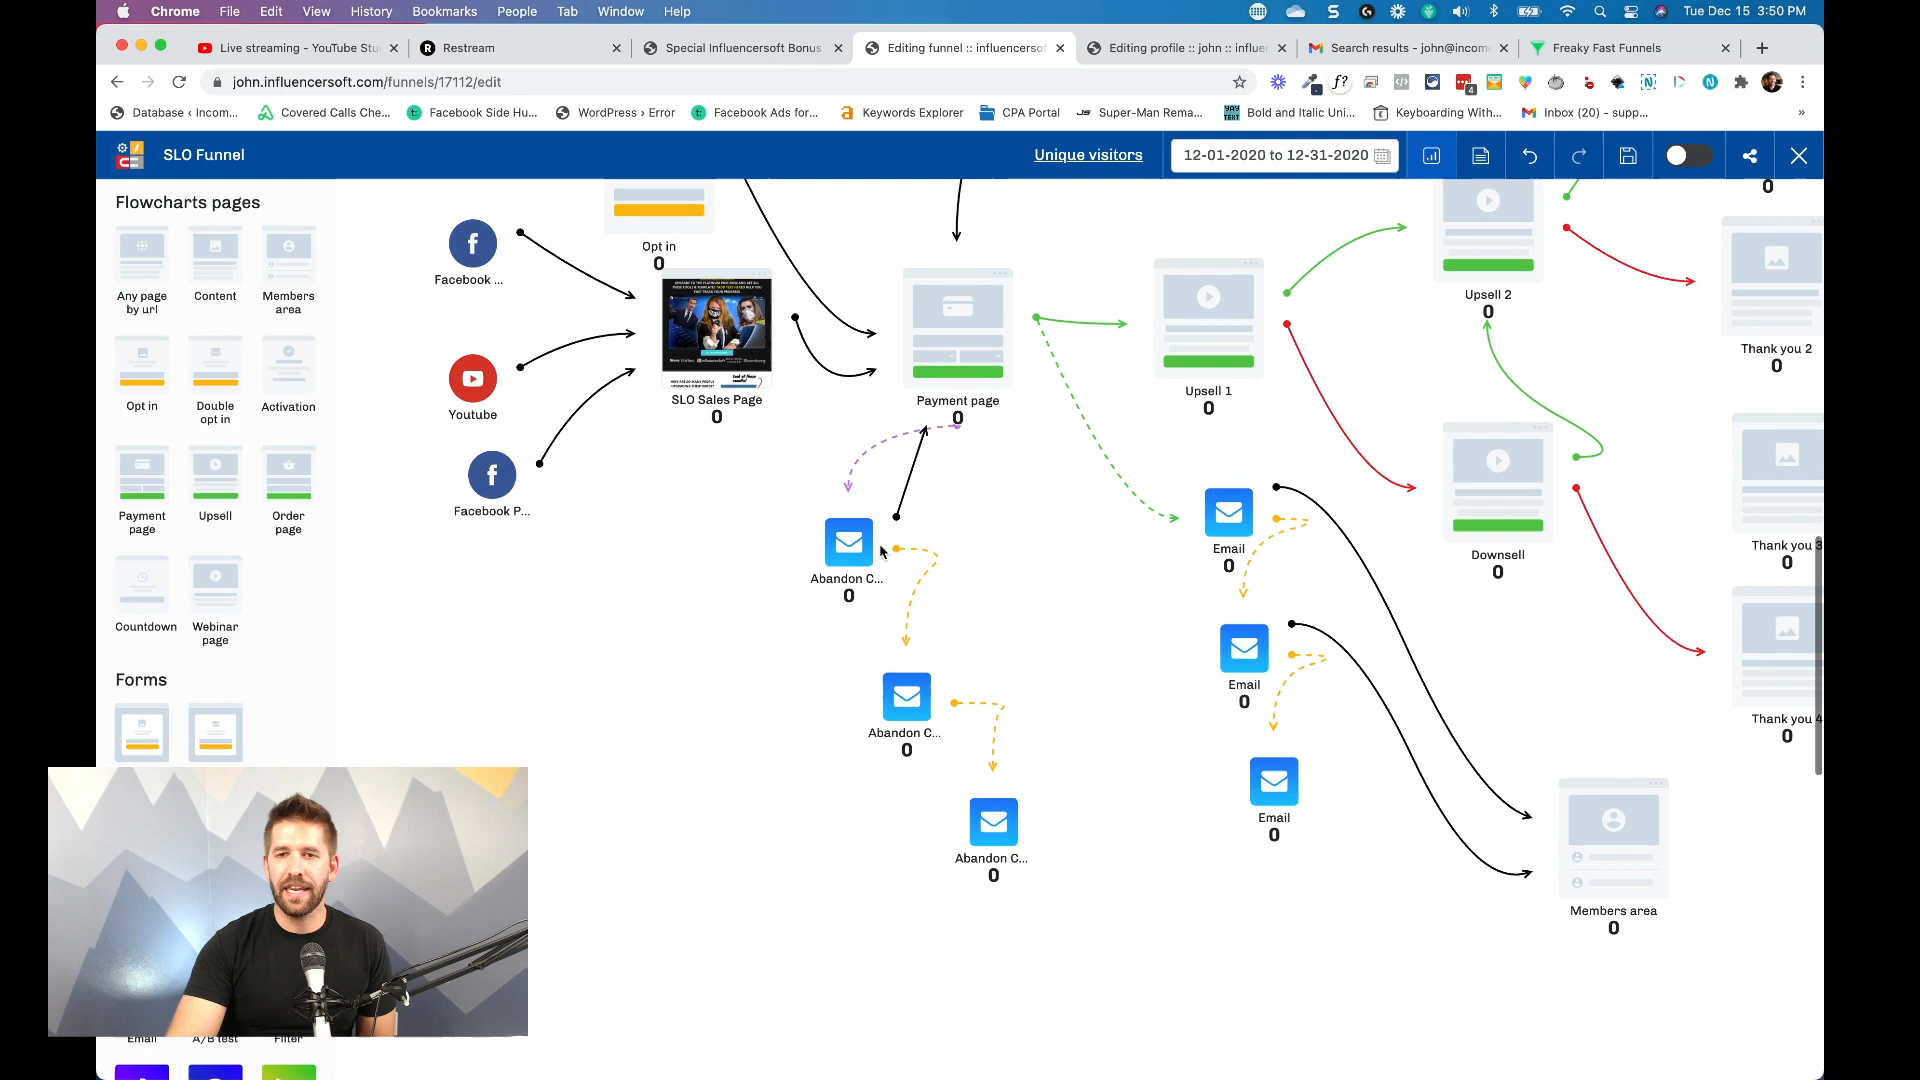 Chrome File Edit View History Bookmarks People Tab Window Help
Tue Dec 15 3:50 PM
Live streaming - YouTube Stu
Restream
Special Influencersoft Bonus
Editing funnel :: influencersof
Editing profile :: john :: influen
Search results - john@incom
Freaky Fast Funnels
john.influencersoft.com/funnels/17112/edit
Database ‹ Incom...
Covered Calls Che...
Facebook Side Hu...
WordPress › Error
Facebook Ads for...
Keywords Explorer
CPA Portal
Super-Man Rema...
Bold and Italic Uni...
Keyboarding With...
Inbox (20) – supp...
SLO Funnel
Unique visitors
12-01-2020 to 12-31-2020
Flowcharts pages
Any page by url
Content
Members area
Opt in
Double opt in
Activation
Payment page
Upsell
Order page
Countdown
Webinar page
Forms
Email
A/B test
Filter
Facebook ...
Youtube
Facebook P...
Opt in
0
SLO Sales Page
0
Payment page
0
Upsell 1
0
Upsell 2
0
0
Thank you 2
0
Downsell
0
Thank you 3
0
Thank you 4
0
Abandon C...
0
Abandon C...
0
Abandon C...
0
Email
0
Email
0
Email
0
Members area
0